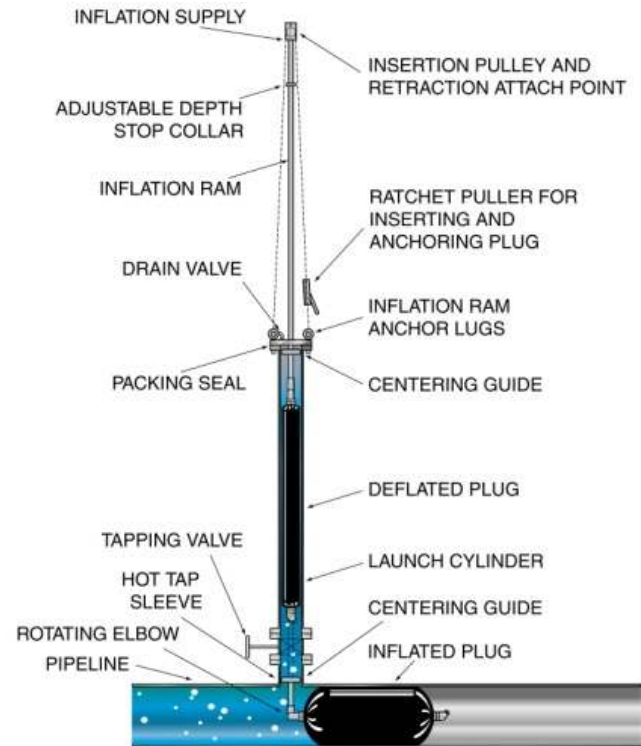 INFLATION SUPPLY
INSERTION PULLEY AND
RETRACTION ATTACH POINT
ADJUSTABLE DEPTH
STOP COLLAR
INFLATION RAM
RATCHET PULLER FOR
INSERTING AND
ANCHORING PLUG
DRAIN VALVE
INFLATION RAM
ANCHOR LUGS
PACKING SEAL
CENTERING GUIDE
DEFLATED PLUG
TAPPING VALVE
LAUNCH CYLINDER
HOT TAP
SLEEVE
CENTERING GUIDE
ROTATING ELBOW
INFLATED PLUG
PIPELINE